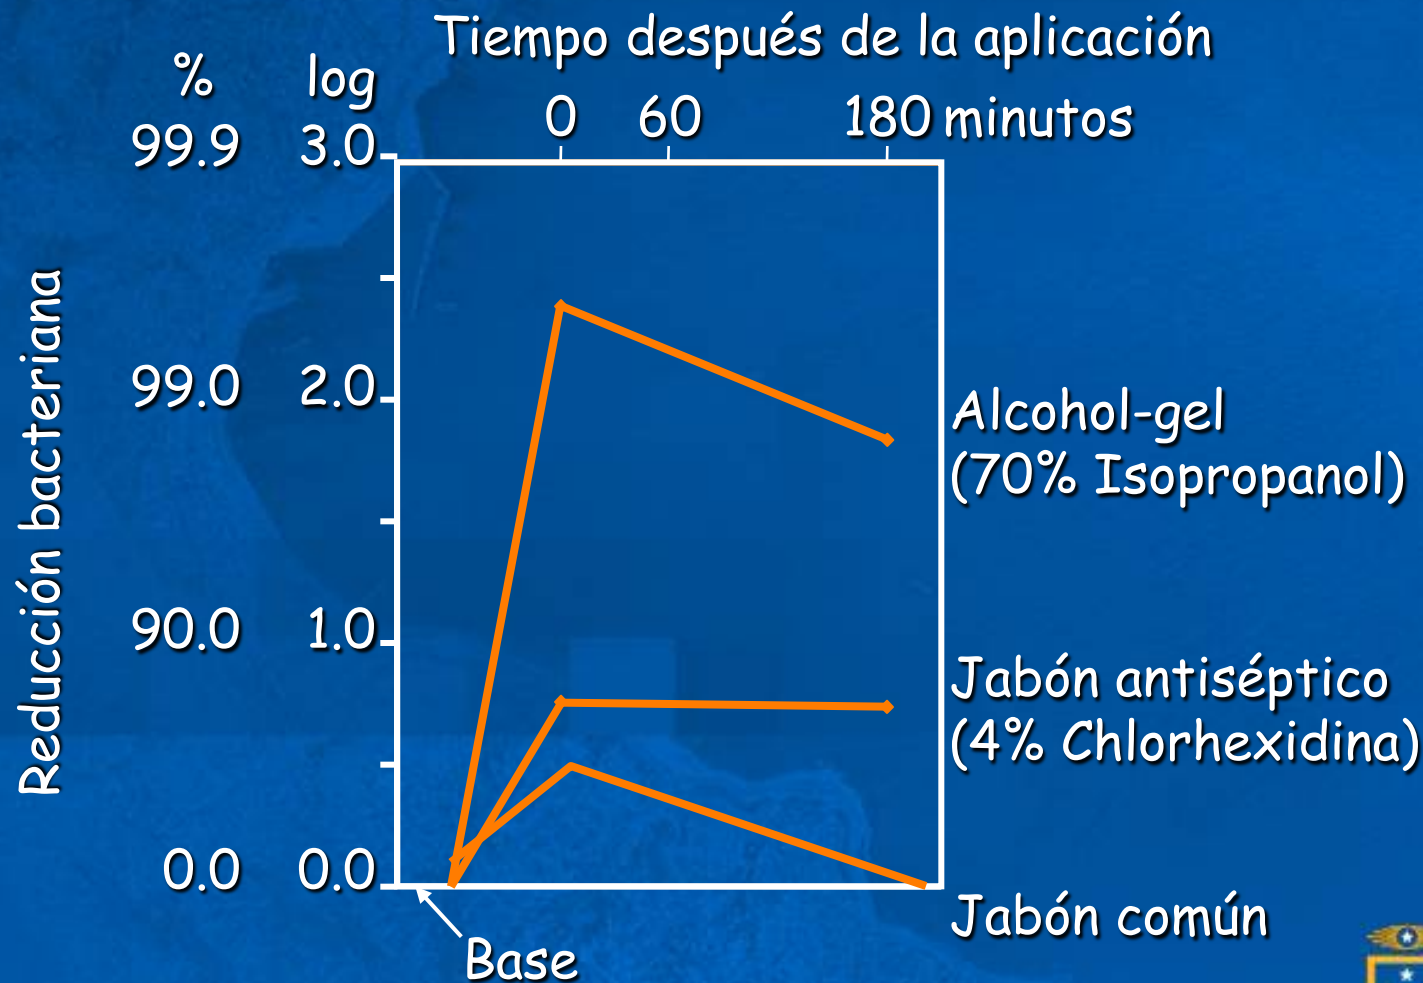 Tiempo después de la aplicación
% log
0 60 180 minutos
99.9 3.0
99.0 2.0
90.0 1.0
0.0 0.0
Reducción bacteriana
Alcohol-gel
(70% Isopropanol)
Jabón antiséptico
(4% Chlorhexidina)
Jabón común
Base